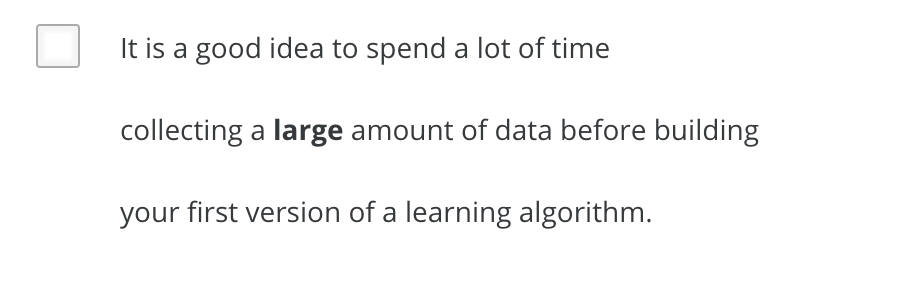 It is a good idea to spend a lot of time
collecting a large amount of data before building
your first version of a learning algorithm.